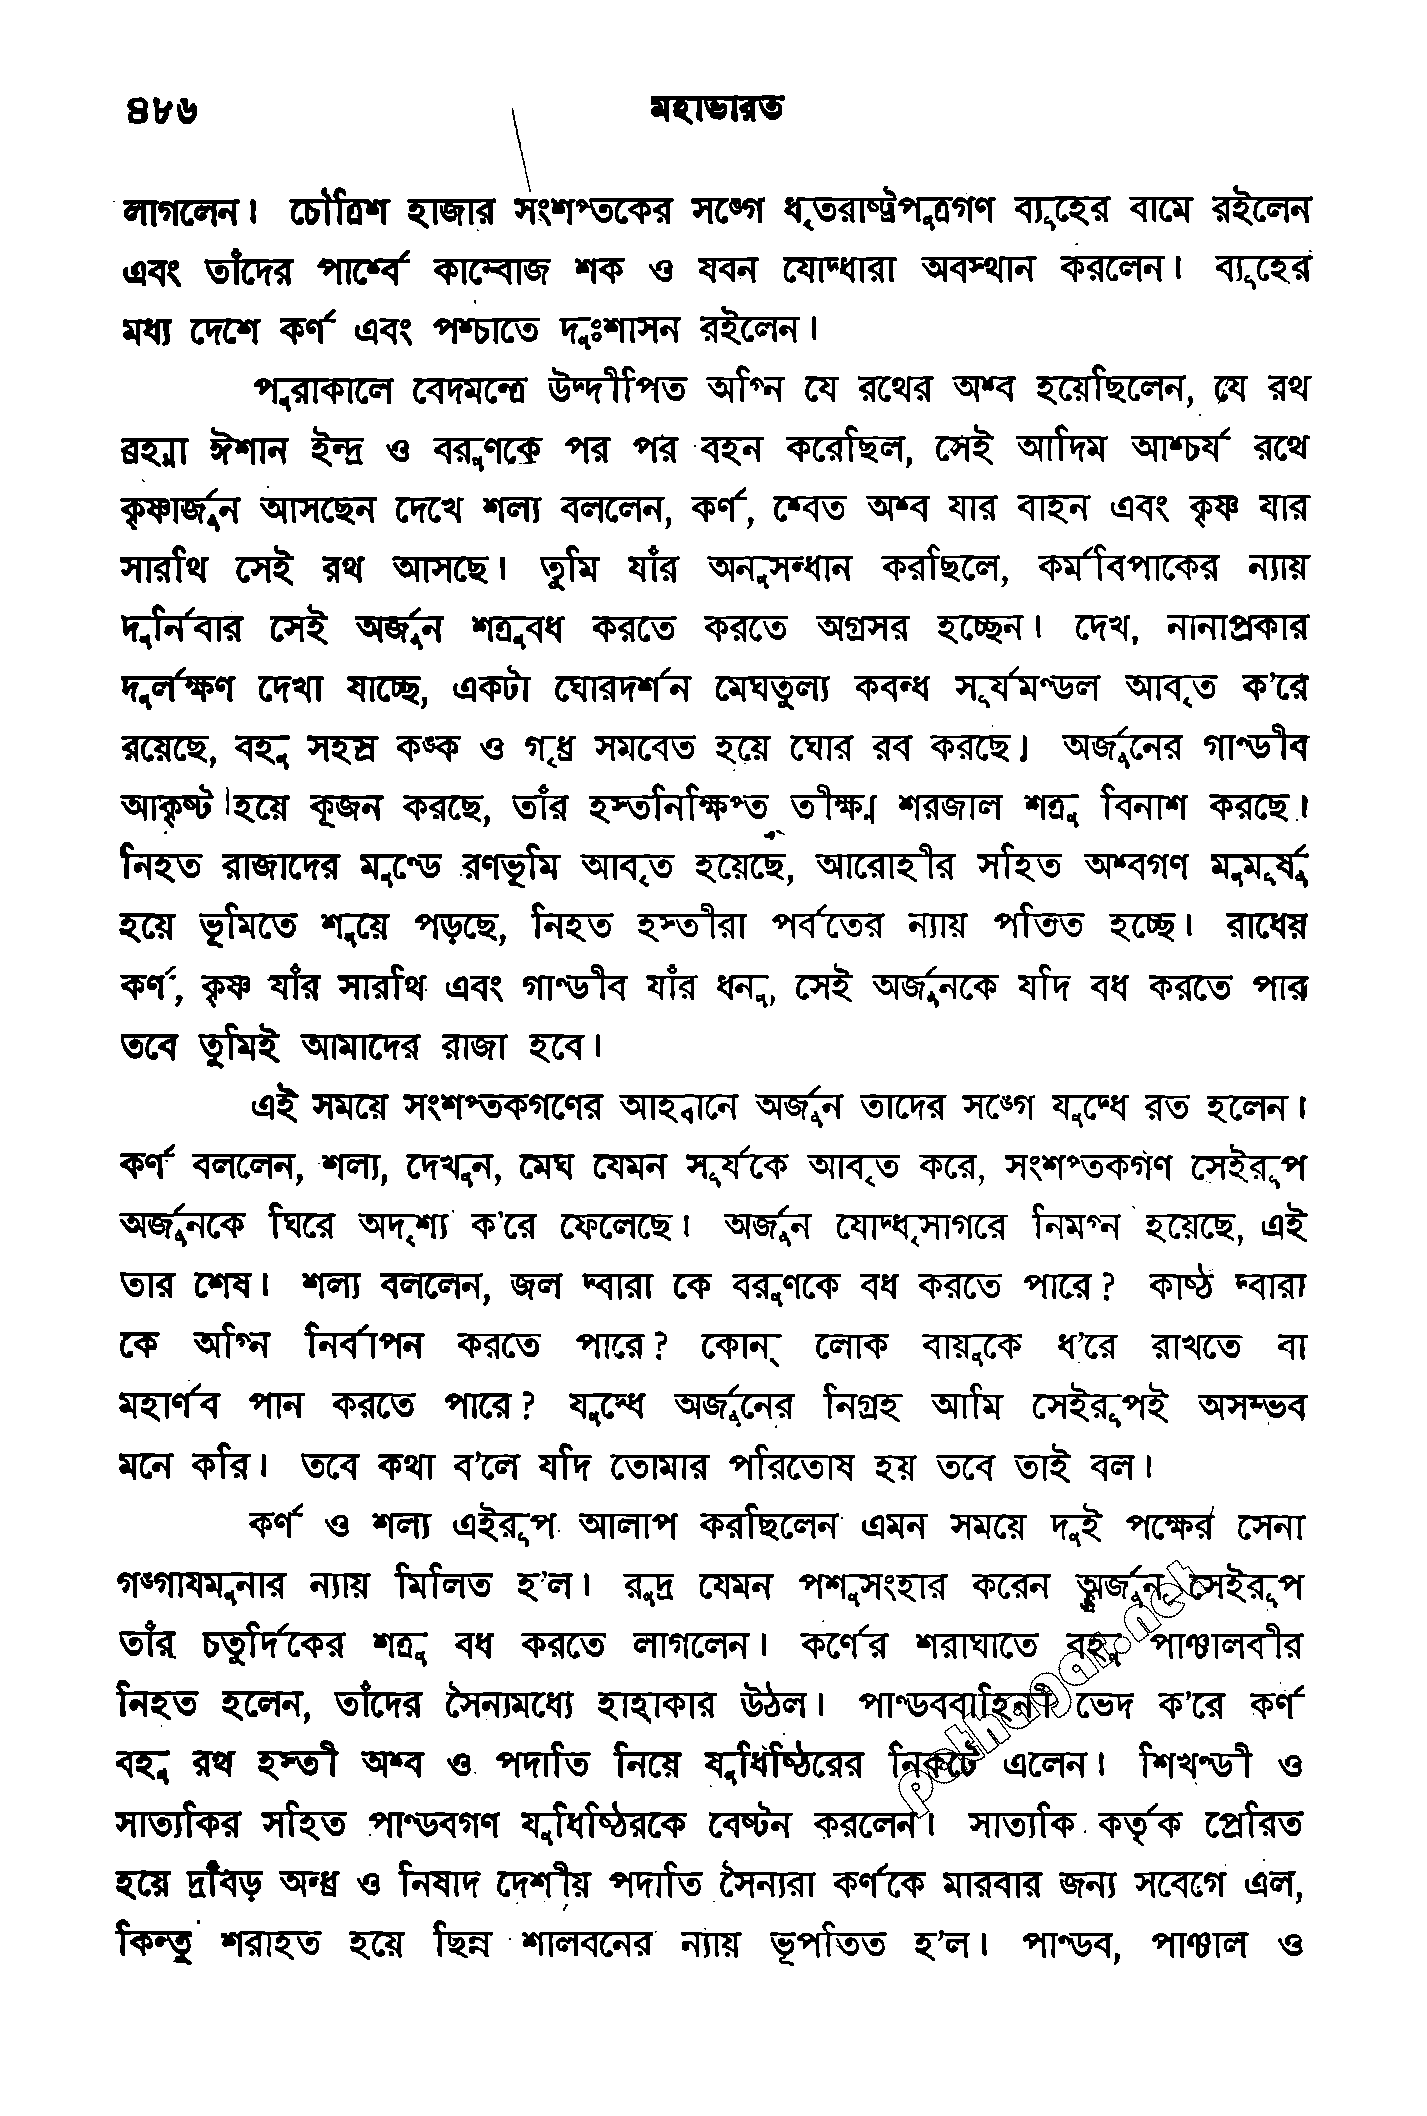 ৪৮৬ মহাভারত
লাগলেন। চৌত্রিশ হাজার সংশপ্তকের সঙ্গে ধৃতরাষ্ট্রপুত্রগণ ব্যূহের বামে রইলেন
এবং তাঁদের পার্শ্বে কাম্বোজ শক ও যবন যোদ্ধারা অবস্থান করলেন। ব্যূহের
মধ্য দেশে কর্ণ এবং পশ্চাতে দুঃশাসন রইলেন।
পুরাকালে বেদমন্ত্রে উদ্দীপিত অগ্নি যে রথের অশ্ব হয়েছিলেন, যে রথ
ব্রহ্মা ঈশান ইন্দ্র ও বরুণকে পর পর বহন করেছিল, সেই আদিম আশ্চর্য রথে
কৃষ্ণার্জুন আসছেন দেখে শল্য বললেন, কর্ণ, শ্বেত অশ্ব যার বাহন এবং কৃষ্ণ যার
সারথি সেই রথ আসছে। তুমি যাঁর অনুসন্ধান করছিলে, কর্মবিপাকের ন্যায়
দুর্নিবার সেই অর্জুন শত্রুবধ করতে করতে অগ্রসর হচ্ছেন। দেখ, নানাপ্রকার
দুর্লক্ষণ দেখা যাচ্ছে, একটা ঘোরদর্শন মেঘতুল্য কবন্ধ সূর্যমণ্ডল আবৃত ক'রে
রয়েছে, বহু সহস্র কঙ্ক ও গৃধ্র সমবেত হয়ে ঘোর রব করছে। অর্জুনের গাণ্ডীব
আকৃষ্ট হয়ে কূজন করছে, তাঁর হস্তনিক্ষিপ্ত তীক্ষ্ণ শরজাল শত্রু বিনাশ করছে।
নিহত রাজাদের মুণ্ডে রণভূমি আবৃত হয়েছে, আরোহীর সহিত অশ্বগণ মুমূর্ষু
হয়ে ভূমিতে শুয়ে পড়ছে, নিহত হস্তীরা পর্বতের ন্যায় পতিত হচ্ছে। রাধেয়
কর্ণ, কৃষ্ণ যাঁর সারথি এবং গাণ্ডীব যাঁর ধনু, সেই অর্জুনকে যদি বধ করতে পার
তবে তুমিই আমাদের রাজা হবে।
এই সময়ে সংশপ্তকগণের আহ্বানে অর্জুন তাদের সঙ্গে যুদ্ধে রত হলেন।
কর্ণ বললেন, শল্য, দেখুন, মেঘ যেমন সূর্যকে আবৃত করে, সংশপ্তকগণ সেইরূপ
অর্জুনকে ঘিরে অদৃশ্য ক'রে ফেলেছে। অর্জুন যোদ্ধৃসাগরে নিমগ্ন হয়েছে, এই
তার শেষ। শল্য বললেন, জল দ্বারা কে বরুণকে বধ করতে পারে? কাষ্ঠ দ্বারা
কে অগ্নি নির্বাপন করতে পারে? কোন্ লোক বায়ুকে ধ'রে রাখতে বা
মহার্ণব পান করতে পারে? যুদ্ধে অর্জুনের নিগ্রহ আমি সেইরূপই অসম্ভব
মনে করি। তবে কথা ব'লে যদি তোমার পরিতোষ হয় তবে তাই বল।
কর্ণ ও শল্য এইরূপ আলাপ করছিলেন এমন সময়ে দুই পক্ষের সেনা
গঙ্গাযমুনার ন্যায় মিলিত হ'ল। রুদ্র যেমন পশুসংহার করেন অর্জুন সেইরূপ
তাঁর চতুর্দিকের শত্রু বধ করতে লাগলেন। কর্ণের শরাঘাতে বহু পাঞ্চালবীর
নিহত হলেন, তাঁদের সৈন্যমধ্যে হাহাকার উঠল। পাণ্ডববাহিনী ভেদ ক'রে কর্ণ
বহু রথ হস্তী অশ্ব ও পদাতি নিয়ে যুধিষ্ঠিরের নিকটে এলেন। শিখণ্ডী ও
সাত্যকির সহিত পাণ্ডবগণ যুধিষ্ঠিরকে বেষ্টন করলেন। সাত্যকি কর্তৃক প্রেরিত
হয়ে দ্রাবিড় অন্ধ্র ও নিষাদ দেশীয় পদাতি সৈন্যরা কর্ণকে মারবার জন্য সবেগে এল,
কিন্তু শরাহত হয়ে ছিন্ন শালবনের ন্যায় ভূপতিত হ'ল। পাণ্ডব, পাঞ্চাল ও
pathagar.net